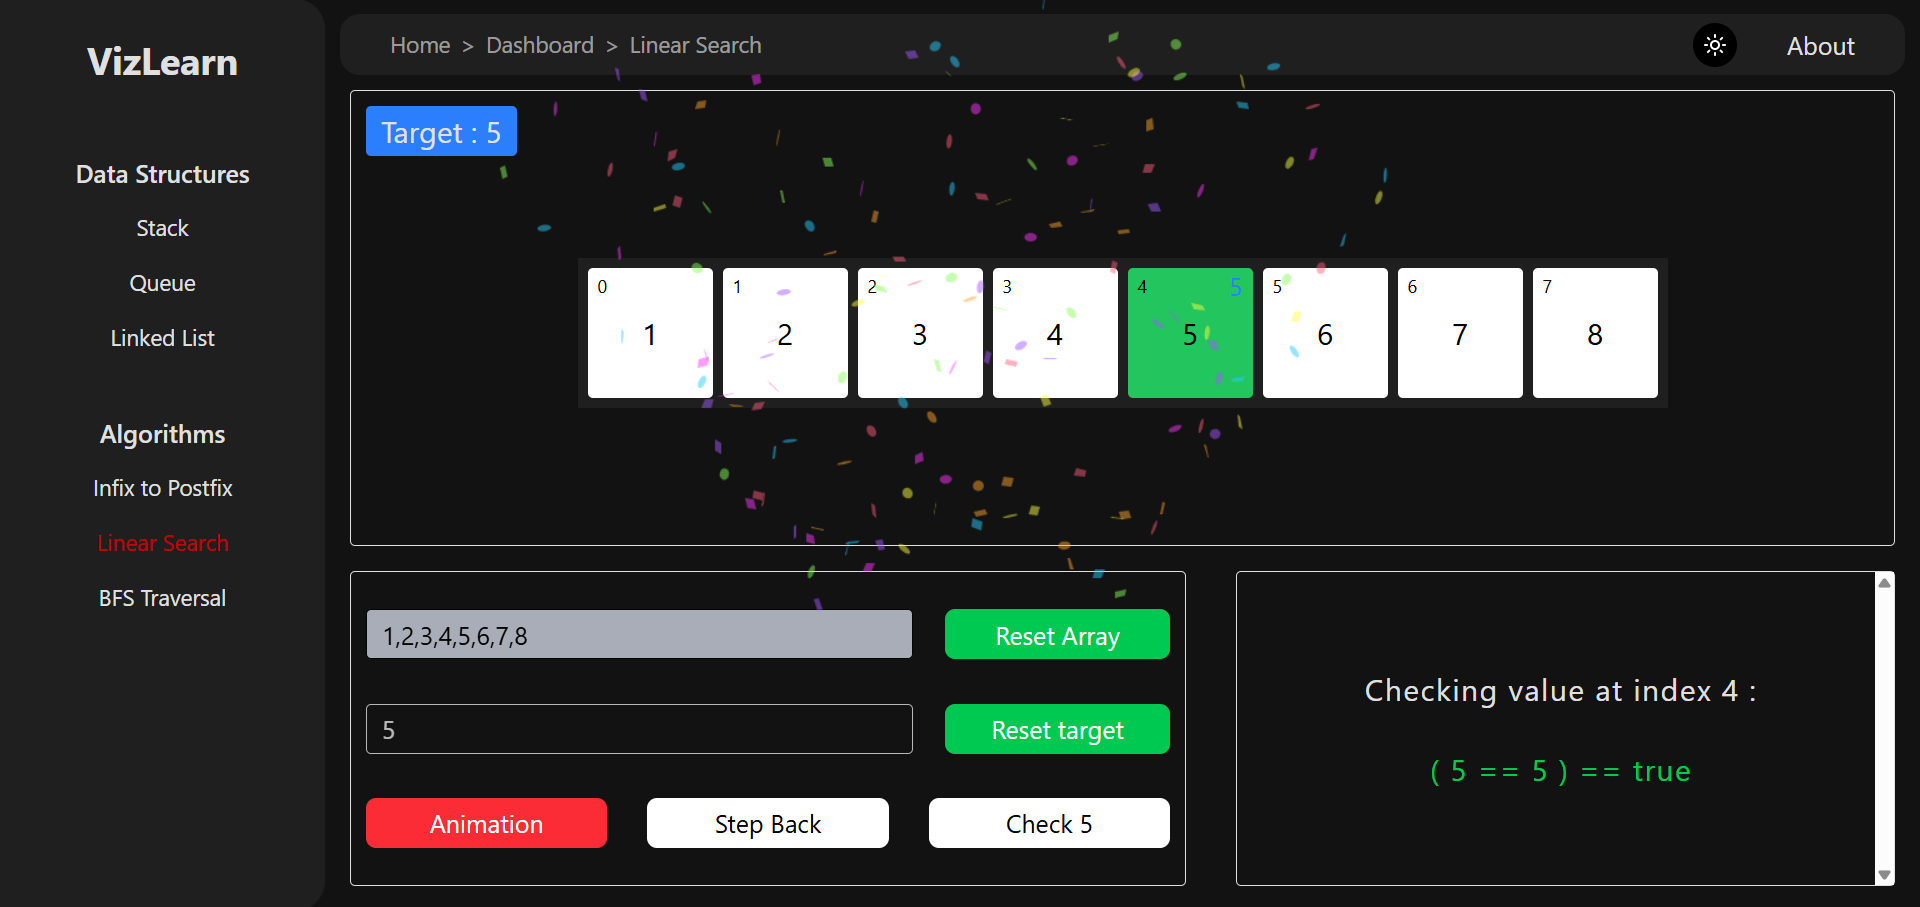 VizLearn
Data Structures
Stack
Queue
Linked List
Algorithms
Infix to Postfix
Linear Search
BFS Traversal
Home > Dashboard > Linear Search
About
Target : 5
0 1 2 3 4 5 5 6 7
1 2 3 4 5 6 7 8
1,2,3,4,5,6,7,8
Reset Array
5
Reset target
Animation
Step Back
Check 5
Checking value at index 4 :
( 5 == 5 ) == true